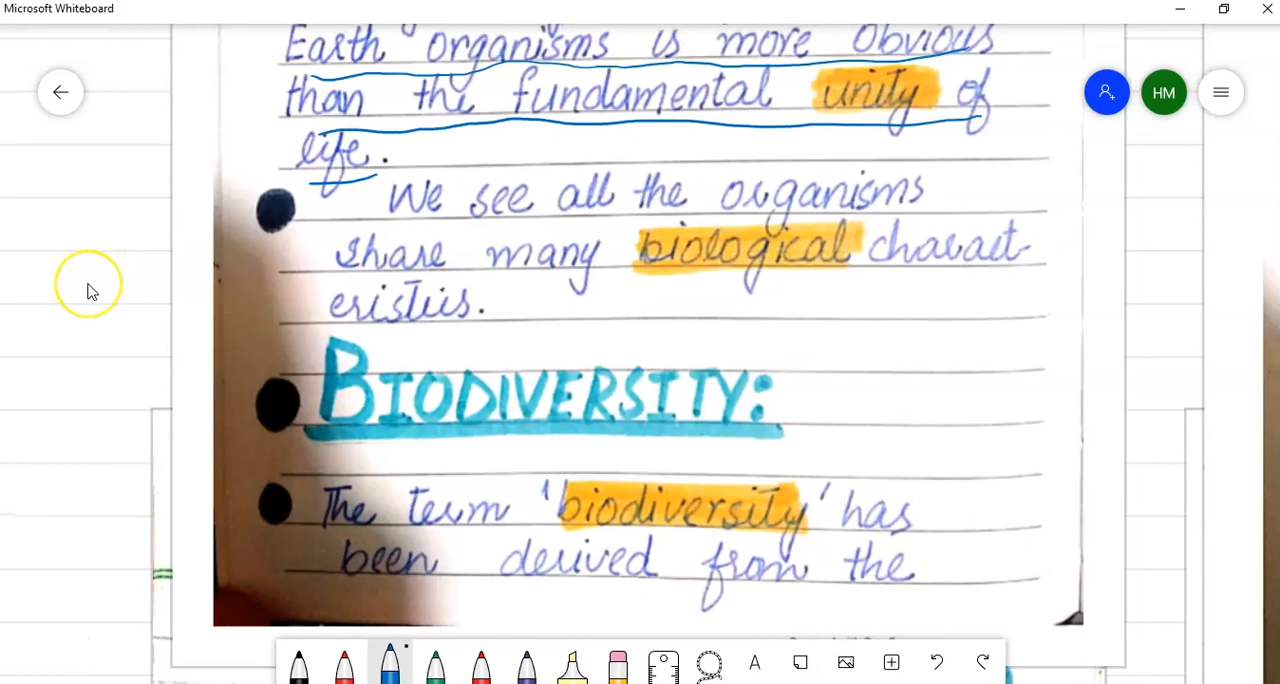 Microsoft Whiteboard
Earth organisms is more obvious
than the fundamental unity of
life.
HM
We see all the organisms
share many biological charact-
eristics.
BIODIVERSITY:
The term 'biodiversity' has
been derived from the
A